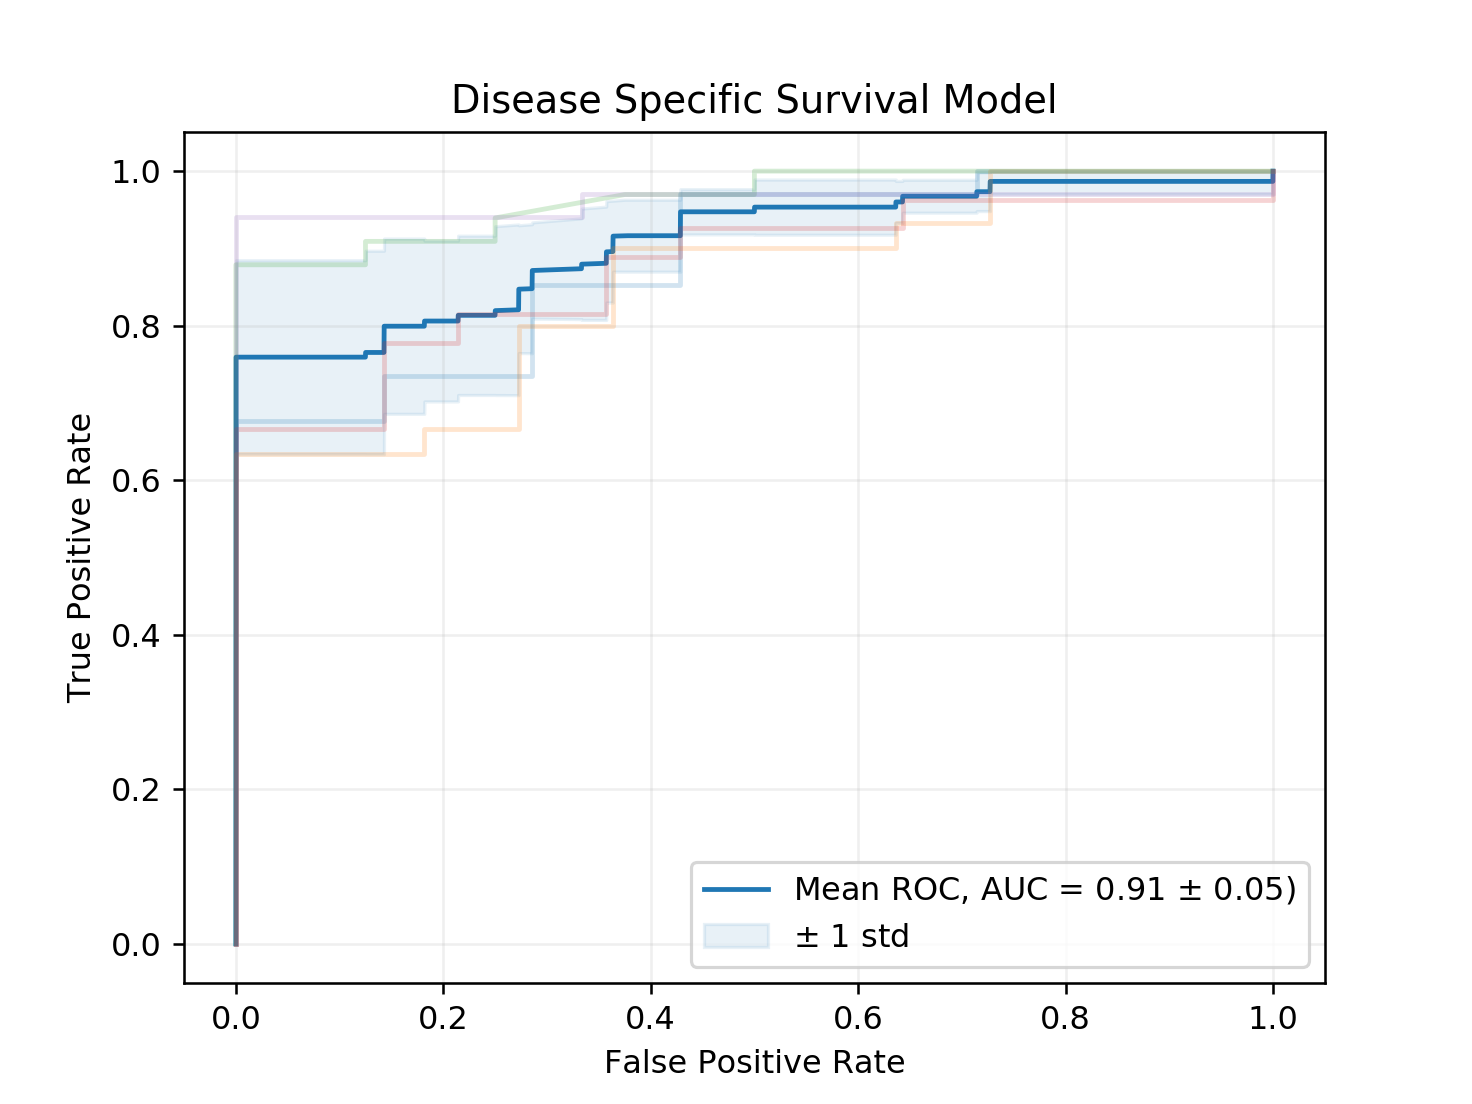 Disease Specific Survival Model
1.0
0.8
0.6
0.4
0.2
0.0
True Positive Rate
Mean ROC, AUC = 0.91 ± 0.05)
± 1 std
0.0 0.2 0.4 0.6 0.8 1.0
False Positive Rate